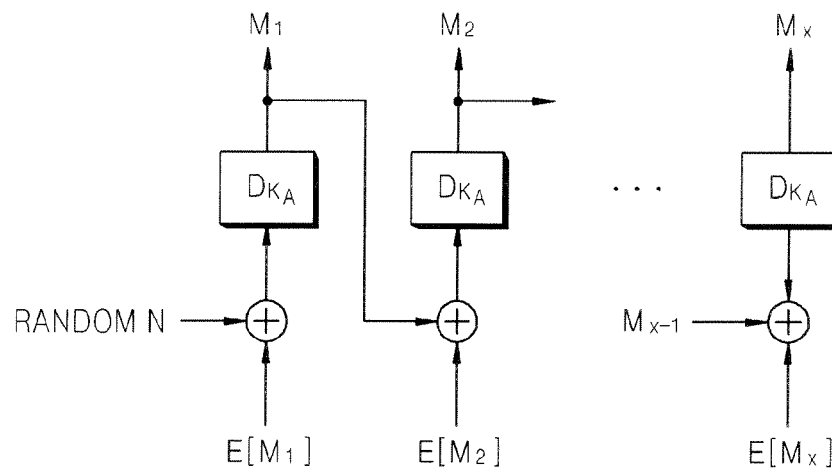 M1 M2 Mx
DKA DKA ... DKA
RANDOM N + + Mx-1 +
E[M1] E[M2] E[Mx]